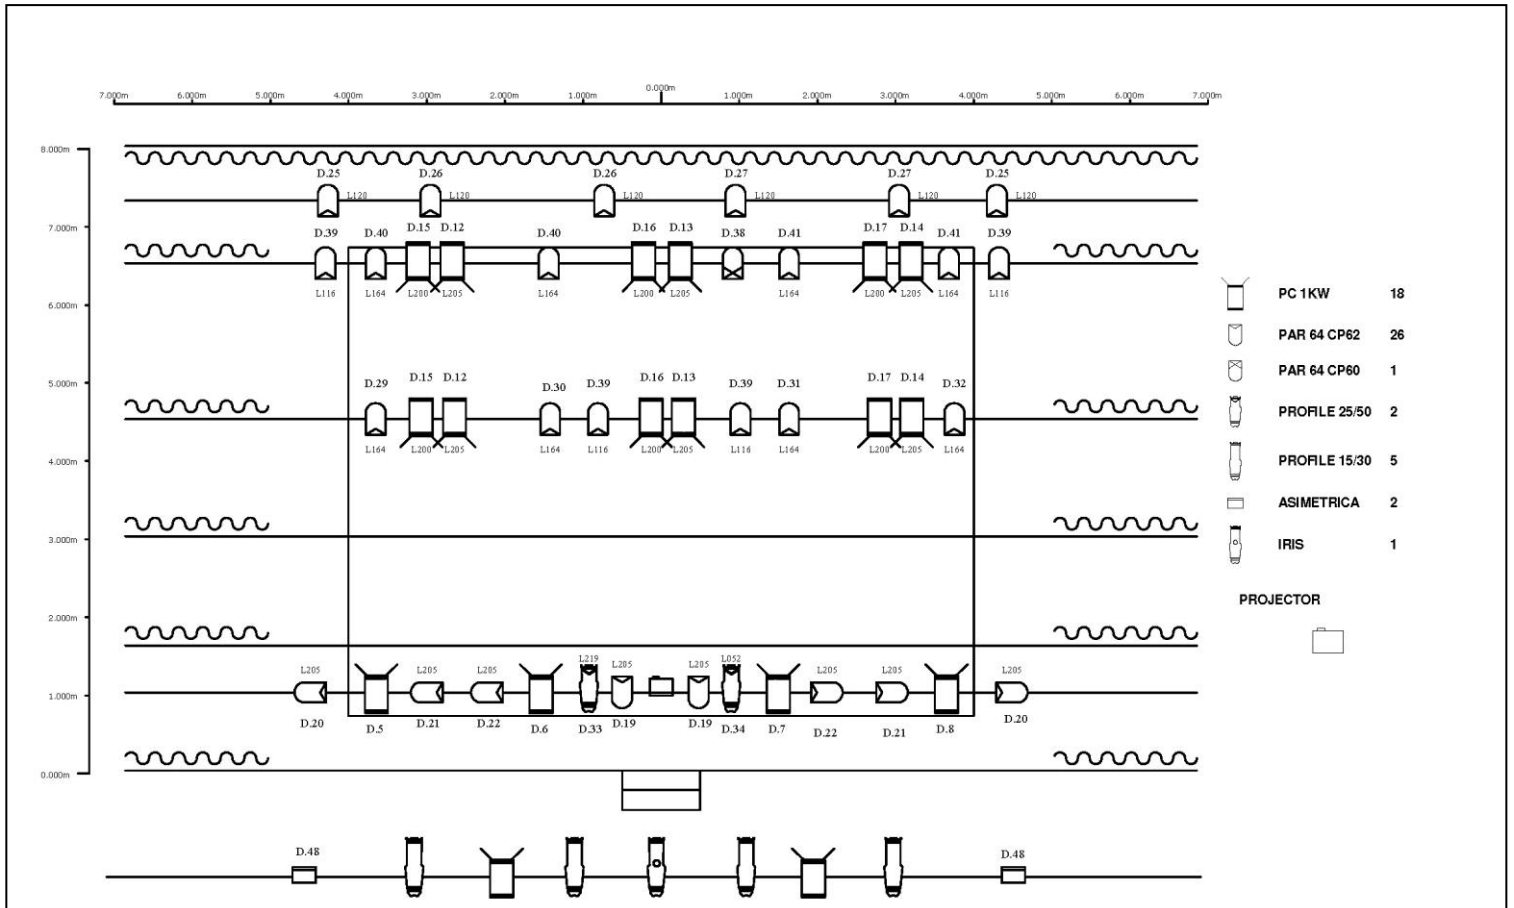 0.000m
7.000m 6.000m 5.000m 4.000m 3.000m 2.000m 1.000m 1.000m 2.000m 3.000m 4.000m 5.000m 6.000m 7.000m
8.000m
D.25 D.26 D.26 D.27 D.27 D.25
L120 L120 L120 L120 L120 L120
7.000m
D.39 D.40 D.15 D.12 D.40 D.16 D.13 D.38 D.41 D.17 D.14 D.41 D.39
L116 L164 L200 L205 L164 L200 L205 L164 L200 L205 L164 L116
6.000m
PC 1KW 18
PAR 64 CP62 26
PAR 64 CP60 1
PROFILE 25/50 2
PROFILE 15/30 5
ASIMETRICA 2
IRIS 1
PROJECTOR
5.000m
D.29 D.15 D.12 D.30 D.39 D.16 D.13 D.39 D.31 D.17 D.14 D.32
L164 L200 L205 L164 L116 L200 L205 L116 L164 L200 L205 L164
4.000m
3.000m
2.000m
L205 L205 L205 L219 L205 L205 L052 L205 L205 L205
1.000m
D.20 D.5 D.21 D.22 D.6 D.33 D.19 D.19 D.34 D.7 D.22 D.21 D.8 D.20
0.000m
D.48 D.48